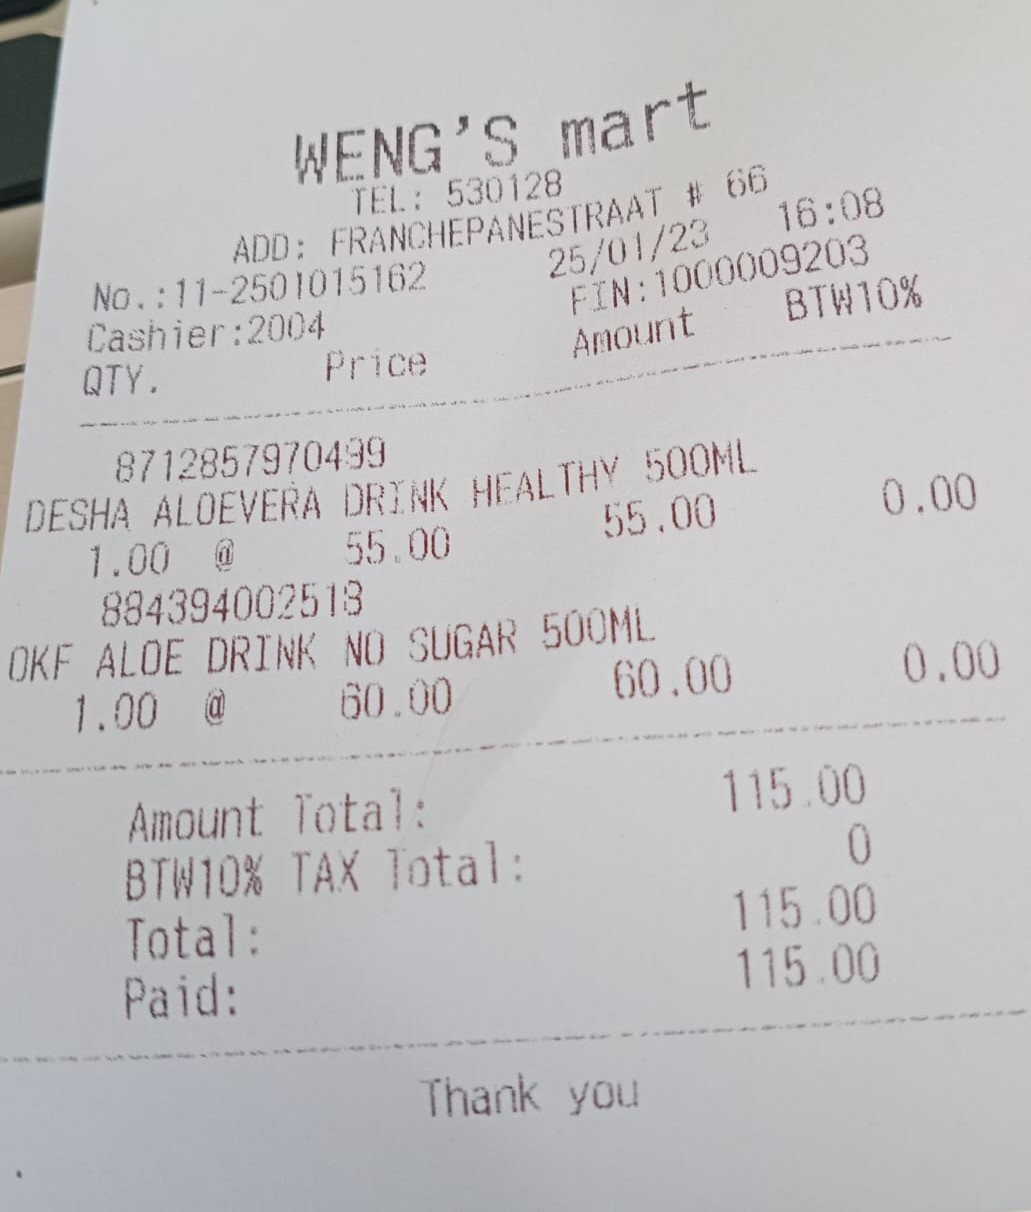 WENG'S mart
TEL: 530128
ADD: FRANCHEPANESTRAAT # 66
No.:11-2501015162 25/01/23 16:08
Cashier:2004 FIN:1000009203
QTY. Price Amount BTW10%
8712857970499
DESHA ALOEVERA DRINK HEALTHY 500ML
1.00 @ 55.00 55.00 0.00
884394002513
OKF ALOE DRINK NO SUGAR 500ML
1.00 @ 60.00 60.00 0.00
Amount Total: 115.00
BTW10% TAX Total: 0
Total: 115.00
Paid: 115.00
Thank you